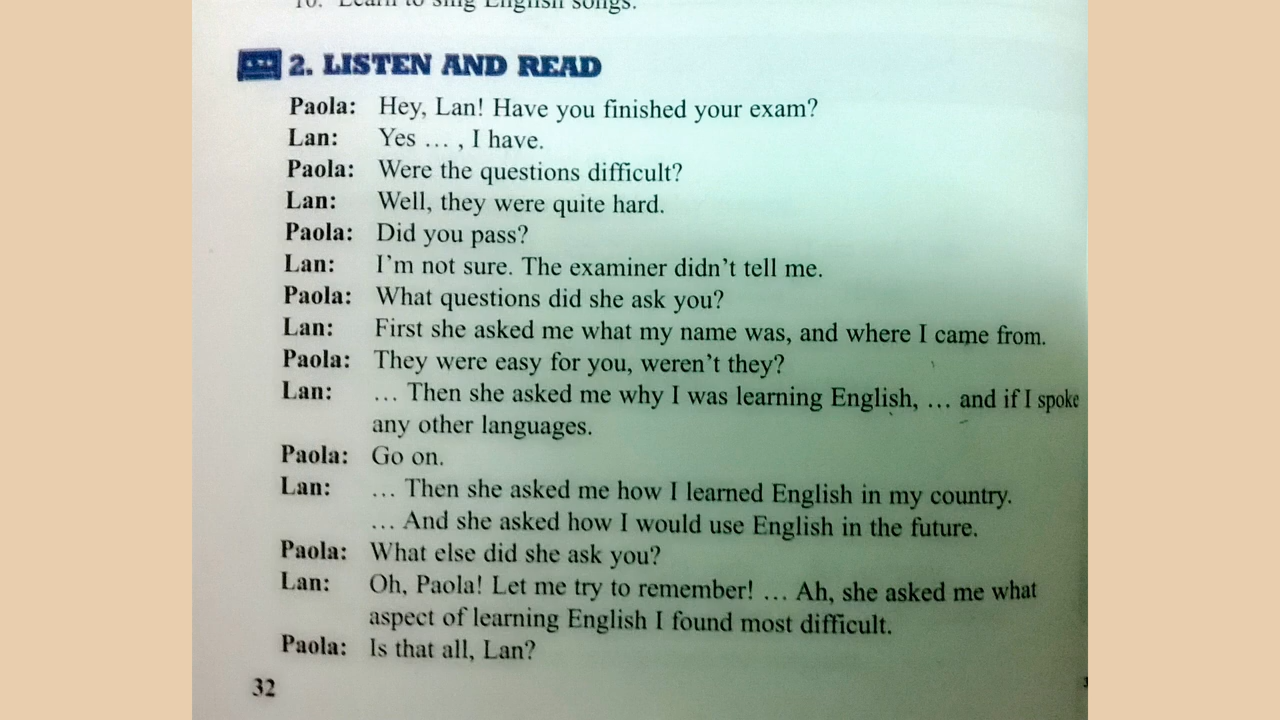 10. Learn to sing English songs.
2. LISTEN AND READ
Paola: Hey, Lan! Have you finished your exam?
Lan: Yes … , I have.
Paola: Were the questions difficult?
Lan: Well, they were quite hard.
Paola: Did you pass?
Lan: I'm not sure. The examiner didn't tell me.
Paola: What questions did she ask you?
Lan: First she asked me what my name was, and where I came from.
Paola: They were easy for you, weren't they?
Lan: … Then she asked me why I was learning English, … and if I spoke
any other languages.
Paola: Go on.
Lan: … Then she asked me how I learned English in my country.
… And she asked how I would use English in the future.
Paola: What else did she ask you?
Lan: Oh, Paola! Let me try to remember! … Ah, she asked me what
aspect of learning English I found most difficult.
Paola: Is that all, Lan?
32